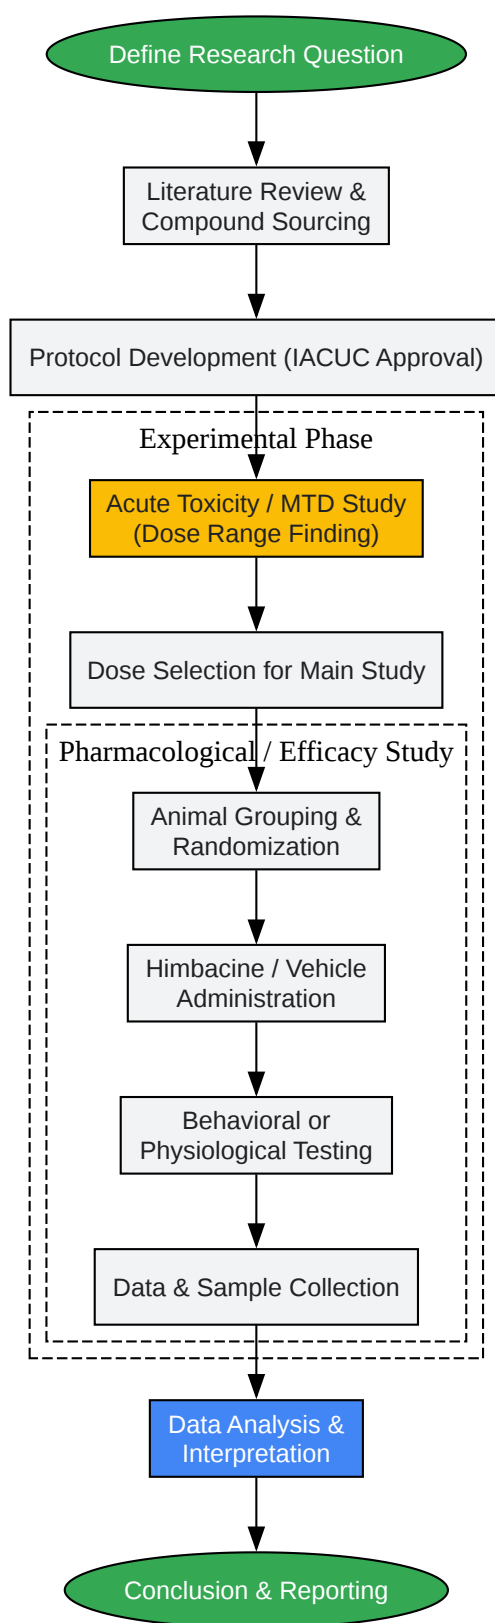 Define Research Question
Literature Review &
Compound Sourcing
Protocol Development (IACUC Approval)
Experimental Phase
Acute Toxicity / MTD Study
(Dose Range Finding)
Dose Selection for Main Study
Pharmacological / Efficacy Study
Animal Grouping &
Randomization
Himbacine / Vehicle
Administration
Behavioral or
Physiological Testing
Data & Sample Collection
Data Analysis &
Interpretation
Conclusion & Reporting